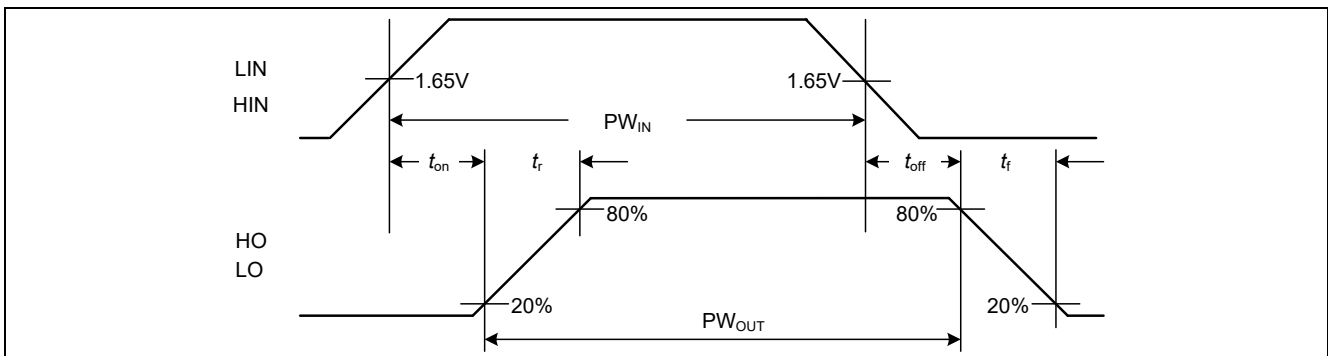 LIN
HIN
1.65V
1.65V
PWIN
ton
tr
toff
tf
HO
LO
80%
80%
20%
20%
PWOUT